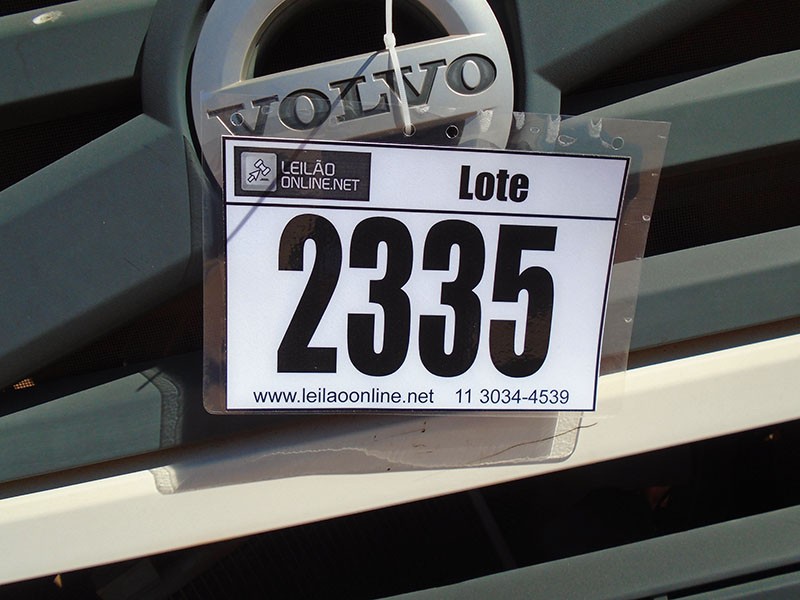 VOLVO
LEILÃO
ONLINE.NET
Lote
2335
www.leilaoonline.net 11 3034-4539